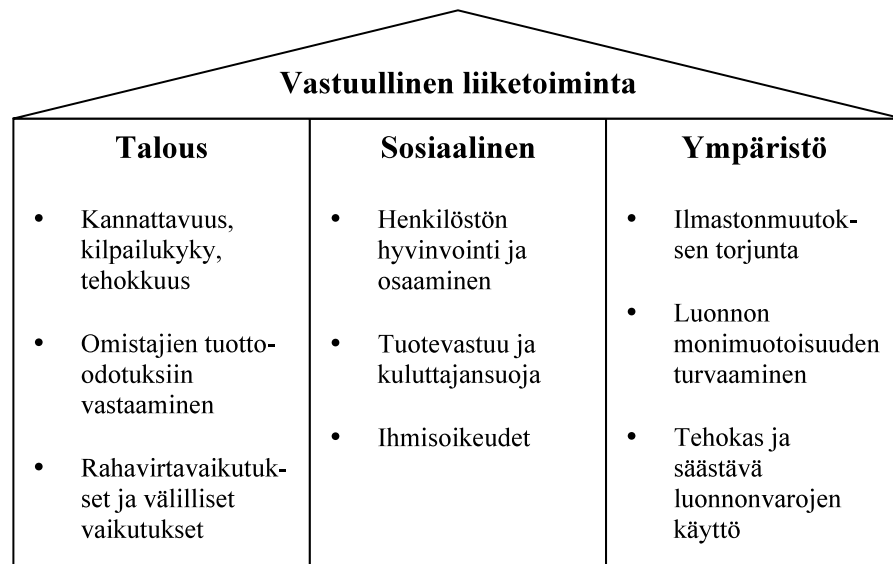 Vastuullinen liiketoiminta
Talous
• Kannattavuus,
kilpailukyky,
tehokkuus
• Omistajien tuotto-
odotuksiin
vastaaminen
• Rahavirtavaikutuk-
set ja välilliset
vaikutukset
Sosiaalinen
• Henkilöstön
hyvinvointi ja
osaaminen
• Tuotevastuu ja
kuluttajansuoja
• Ihmisoikeudet
Ympäristö
• Ilmastonmuutok-
sen torjunta
• Luonnon
monimuotoisuuden
turvaaminen
• Tehokas ja
säästävä
luonnonvarojen
käyttö